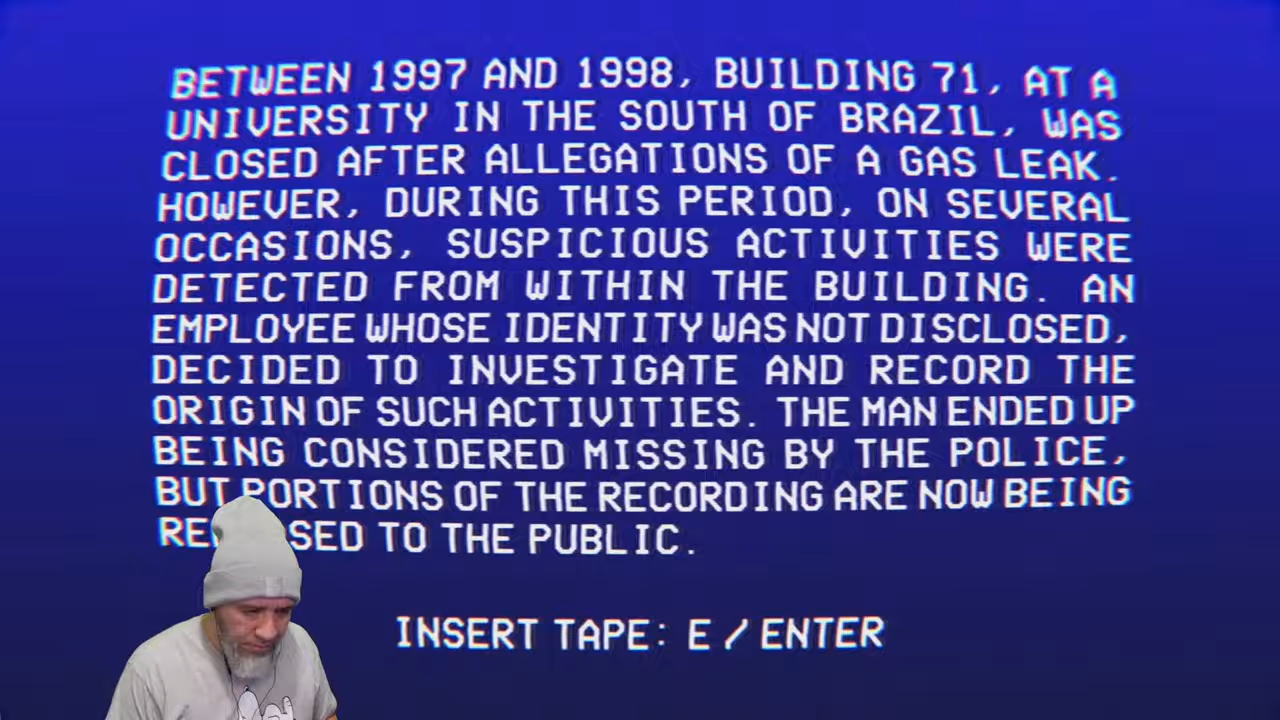 BETWEEN 1997 AND 1998, BUILDING 71, AT A
UNIVERSITY IN THE SOUTH OF BRAZIL, WAS
CLOSED AFTER ALLEGATIONS OF A GAS LEAK.
HOWEVER, DURING THIS PERIOD, ON SEVERAL
OCCASIONS, SUSPICIOUS ACTIVITIES WERE
DETECTED FROM WITHIN THE BUILDING. AN
EMPLOYEE WHOSE IDENTITY WAS NOT DISCLOSED,
DECIDED TO INVESTIGATE AND RECORD THE
ORIGIN OF SUCH ACTIVITIES. THE MAN ENDED UP
BEING CONSIDERED MISSING BY THE POLICE,
BUT PORTIONS OF THE RECORDING ARE NOW BEING
TO THE PUBLIC.
INSERT TAPE: E / ENTER